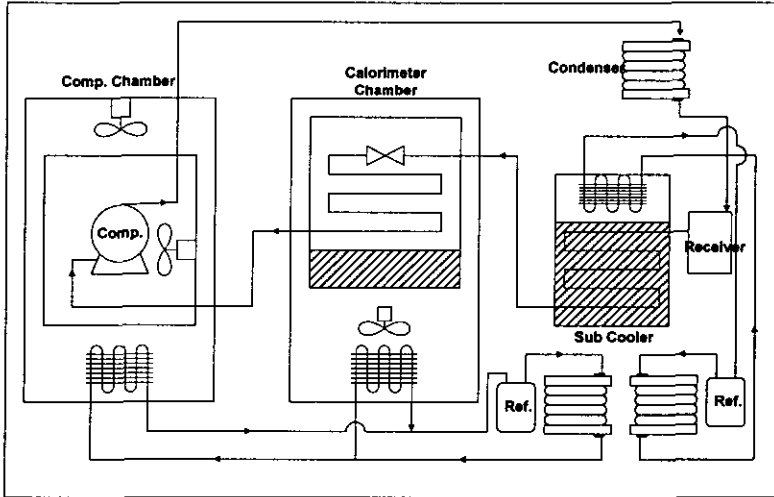 Comp. Chamber
Calorimeter
Chamber
Condenser
Comp.
Receiver
Sub Cooler
Ref.
Ref.